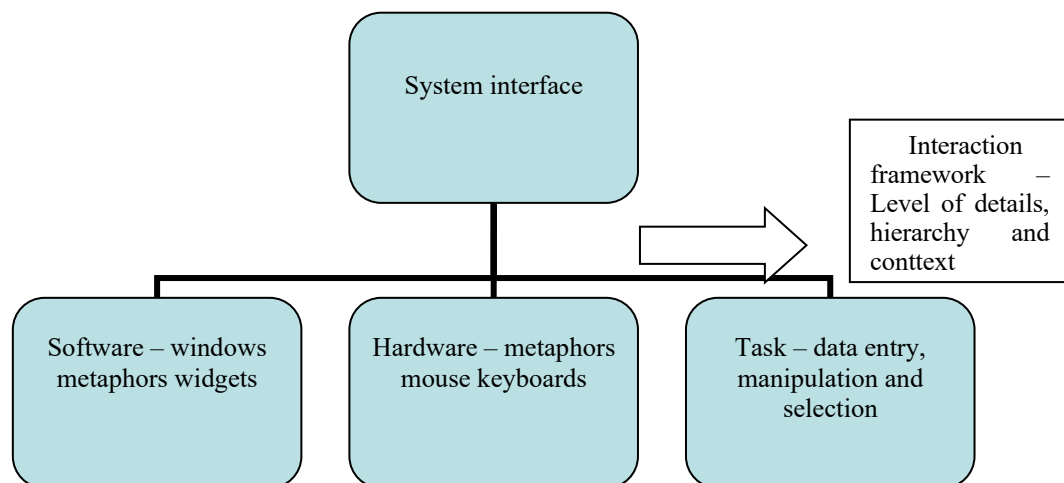 System interface
Interaction
framework –
Level of details,
hierarchy and
conttext
Software – windows
metaphors widgets
Hardware – metaphors
mouse keyboards
Task – data entry,
manipulation and
selection